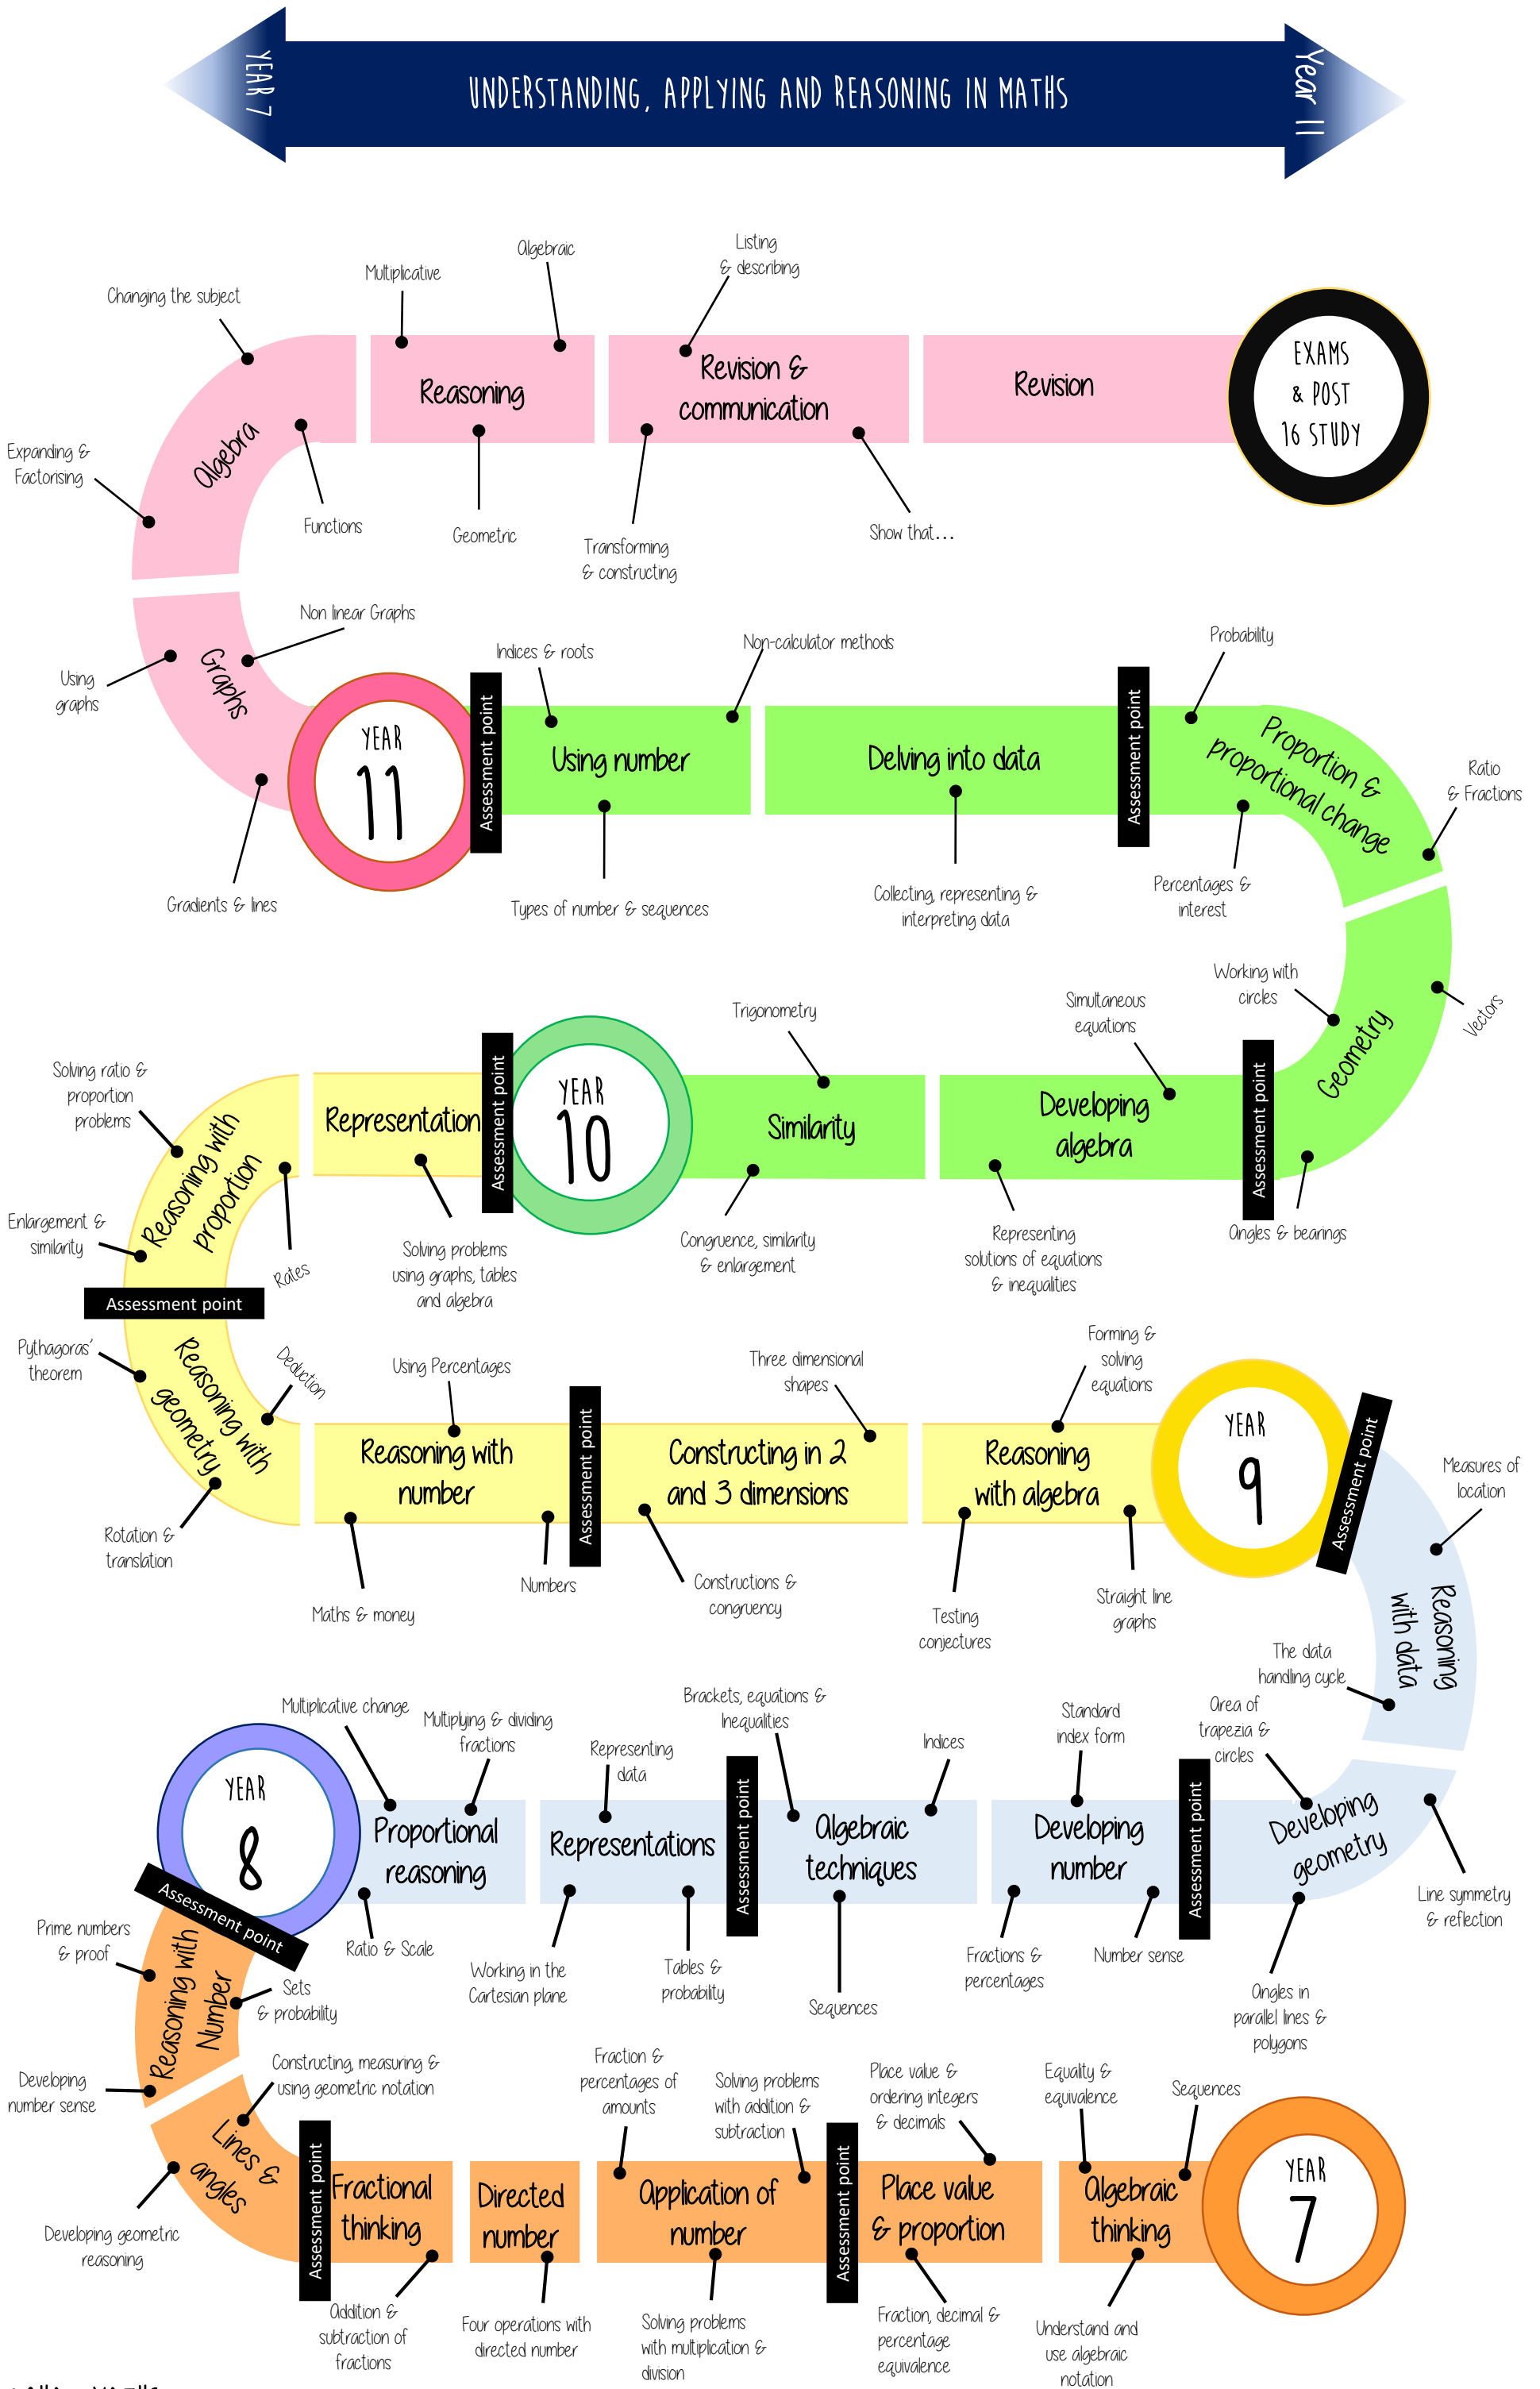 YEAR 7
UNDERSTANDING, APPLYING AND REASONING IN MATHS
Year 11
Listing
& describing
Algebraic
Multiplicative
Changing the subject
Reasoning
Revision &
communication
Revision
EXAMS
& POST
16 STUDY
Algebra
Expanding &
Factorising
Functions
Geometric
Transforming
& constructing
Show that...
Non linear Graphs
Using
graphs
Graphs
Gradients & lines
YEAR
11
Assessment point
Indices & roots
Non-calculator methods
Using number
Types of number & sequences
Delving into data
Collecting, representing &
interpreting data
Assessment point
Probability
Proportion &
proportional change
Ratio
& Fractions
Percentages &
interest
Working with
circles
Vectors
Geometry
Angles & bearings
Assessment point
Simultaneous
equations
Developing
algebra
Representing
solutions of equations
& inequalities
Trigonometry
Similarity
Congruence, similarity
& enlargement
YEAR
10
Assessment point
Representation
Solving problems
using graphs, tables
and algebra
Solving ratio &
proportion
problems
Reasoning with
proportion
Enlargement &
similarity
Rates
Assessment point
Pythagoras'
theorem
Deduction
Reasoning with
geometry
Rotation &
translation
Using Percentages
Reasoning with
number
Maths & money
Numbers
Assessment point
Three dimensional
shapes
Constructing in 2
and 3 dimensions
Constructions &
congruency
Forming &
solving
equations
Reasoning
with algebra
Testing
conjectures
Straight line
graphs
YEAR
9
Assessment point
Measures of
location
Reasoning
with data
The data
handling cycle
Area of
trapezia &
circles
Developing
geometry
Line symmetry
& reflection
Angles in
parallel lines &
polygons
Assessment point
Standard
index form
Developing
number
Fractions &
percentages
Number sense
Brackets, equations &
Inequalities
Indices
Algebraic
techniques
Sequences
Assessment point
Representing
data
Representations
Working in the
Cartesian plane
Tables &
probability
Multiplicative change
Multiplying & dividing
fractions
Proportional
reasoning
Ratio & Scale
YEAR
8
Assessment point
Prime numbers
& proof
Reasoning with
Number
Sets
& probability
Developing
number sense
Constructing, measuring &
using geometric notation
Lines &
angles
Developing geometric
reasoning
Assessment point
Fractional
thinking
Addition &
subtraction of
fractions
Directed
number
Four operations with
directed number
Fraction &
percentages of
amounts
Solving problems
with addition &
subtraction
Application of
number
Solving problems
with multiplication &
division
Assessment point
Place value &
ordering integers
& decimals
Place value
& proportion
Fraction, decimal &
percentage
equivalence
Equality &
equivalence
Sequences
Algebraic
thinking
Understand and
use algebraic
notation
YEAR
7